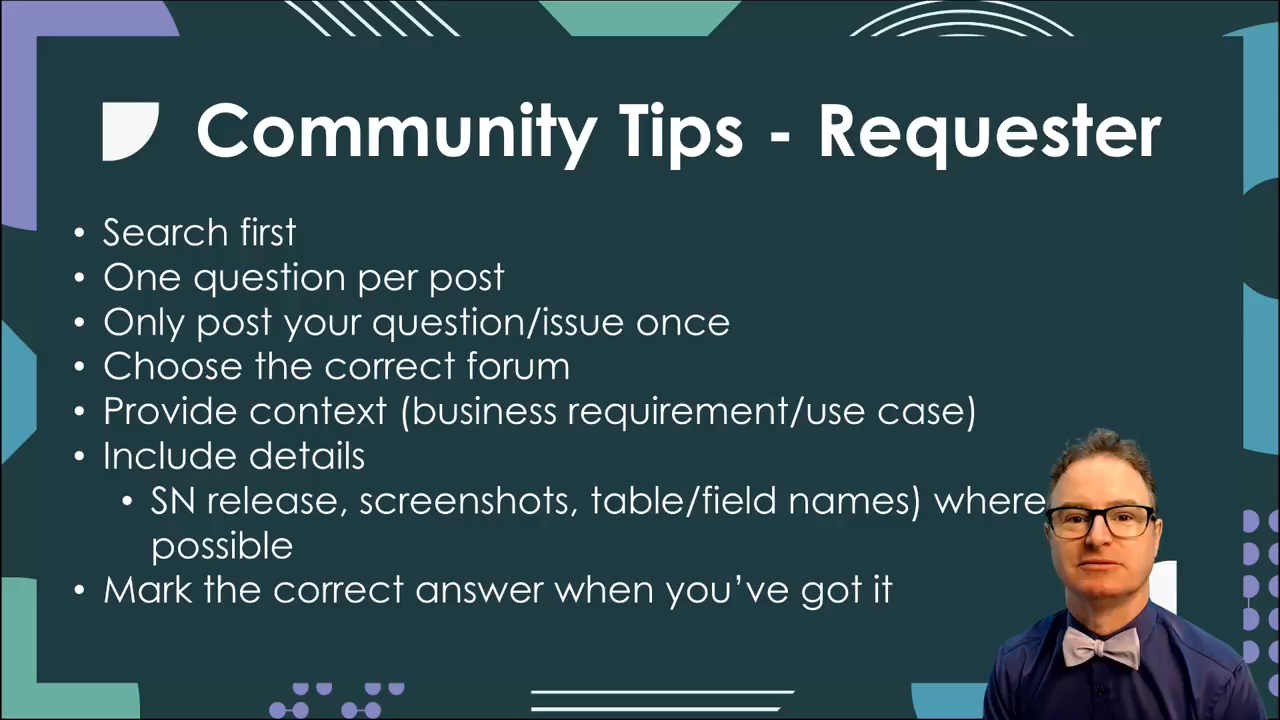 Community Tips - Requester
• Search first
• One question per post
• Only post your question/issue once
• Choose the correct forum
• Provide context (business requirement/use case)
• Include details
• SN release, screenshots, table/field names) where
possible
• Mark the correct answer when you’ve got it